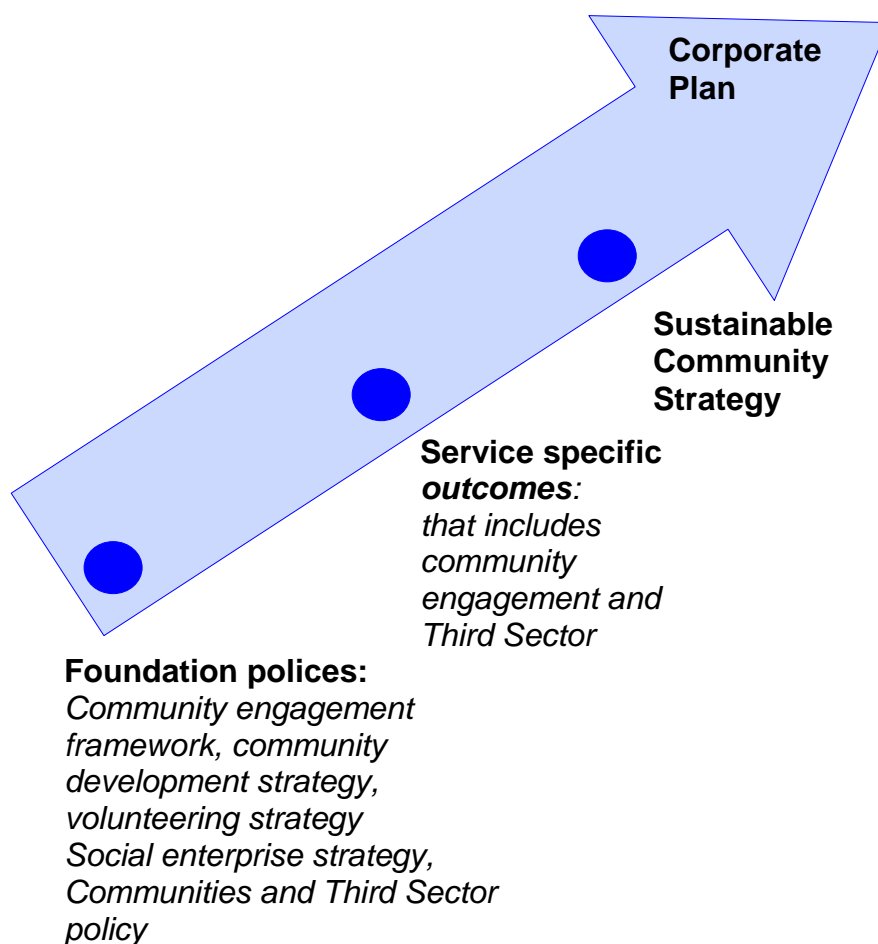 Corporate
Plan
Sustainable
Community
Strategy
Service specific
outcomes:
that includes
community
engagement and
Third Sector
Foundation polices:
Community engagement
framework, community
development strategy,
volunteering strategy
Social enterprise strategy,
Communities and Third Sector
policy